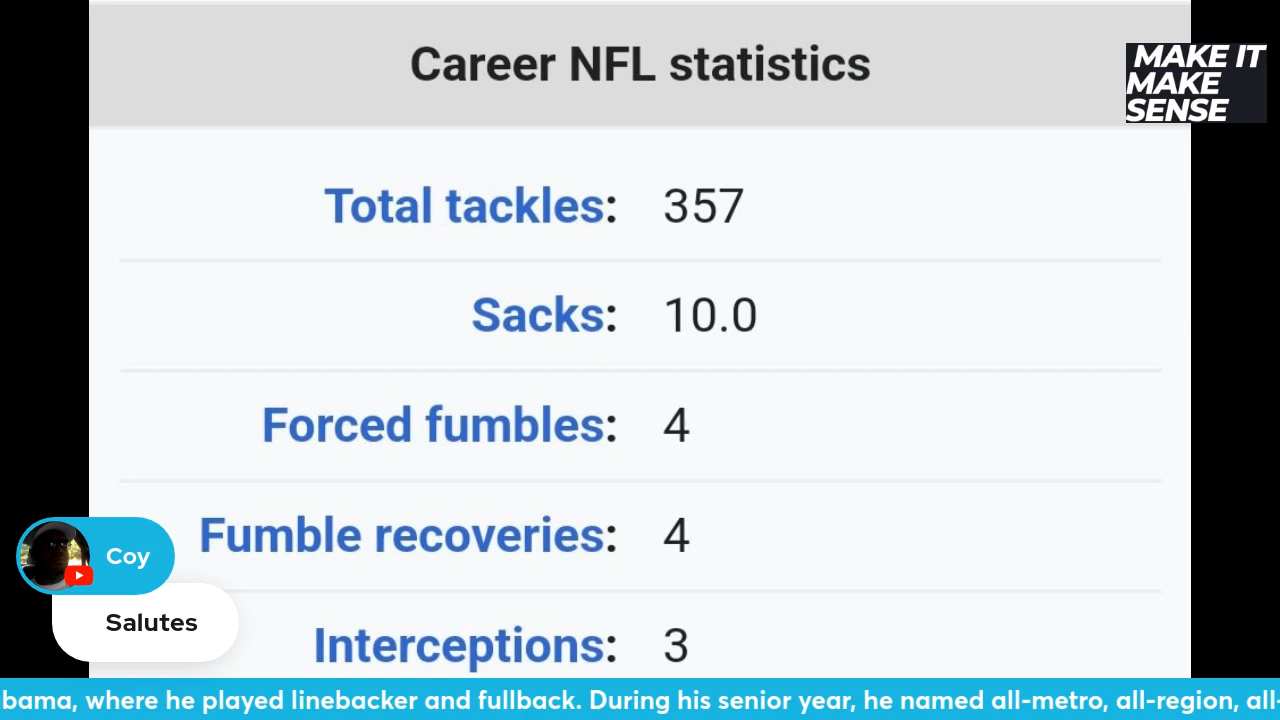 Career NFL statistics
MAKE IT
MAKE
SENSE
Total tackles: 357
Sacks: 10.0
Forced fumbles: 4
Fumble recoveries: 4
Interceptions: 3
Coy
Salutes
bama, where he played linebacker and fullback. During his senior year, he named all-metro, all-region, all-